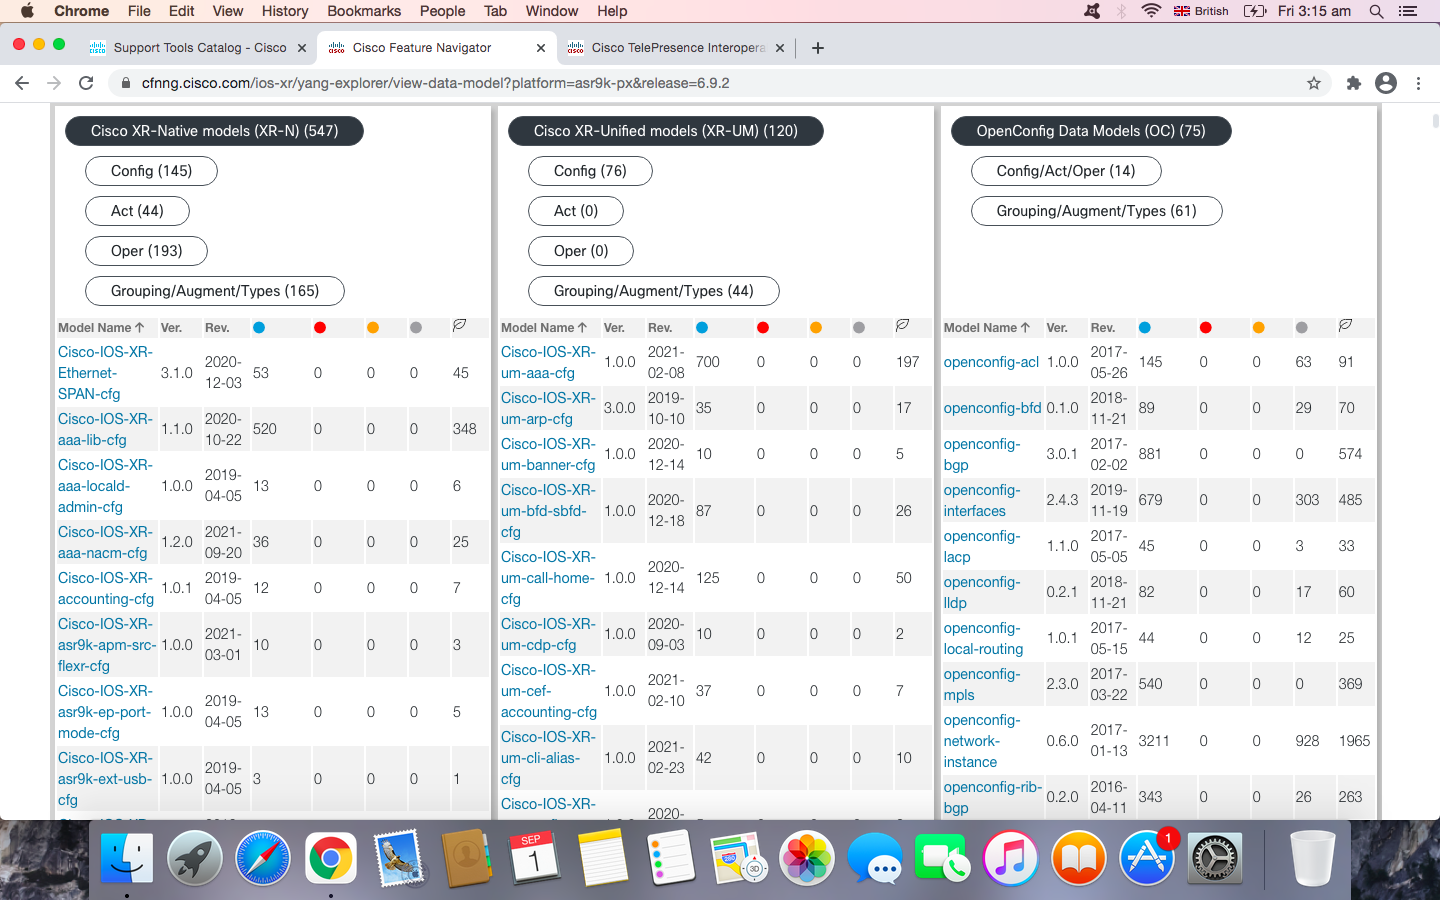 Chrome File Edit View History Bookmarks People Tab Window Help British Fri 3:15 am
Support Tools Catalog - Cisco
Cisco Feature Navigator
Cisco TelePresence Interopera
cfnng.cisco.com/ios-xr/yang-explorer/view-data-model?platform=asr9k-px&release=6.9.2
Cisco XR-Native models (XR-N) (547)
Config (145)
Act (44)
Oper (193)
Grouping/Augment/Types (165)
Model Name ↑ Ver. Rev.
Cisco-IOS-XR-
Ethernet-
SPAN-cfg
3.1.0
2020-
12-03
53 0 0 0 45
Cisco-IOS-XR-
aaa-lib-cfg
1.1.0
2020-
10-22
520 0 0 0 348
Cisco-IOS-XR-
aaa-locald-
admin-cfg
1.0.0
2019-
04-05
13 0 0 0 6
Cisco-IOS-XR-
aaa-nacm-cfg
1.2.0
2021-
09-20
36 0 0 0 25
Cisco-IOS-XR-
accounting-cfg
1.0.1
2019-
04-05
12 0 0 0 7
Cisco-IOS-XR-
asr9k-apm-src-
flexr-cfg
1.0.0
2021-
03-01
10 0 0 0 3
Cisco-IOS-XR-
asr9k-ep-port-
mode-cfg
1.0.0
2019-
04-05
13 0 0 0 5
Cisco-IOS-XR-
asr9k-ext-usb-
cfg
1.0.0
2019-
04-05
3 0 0 0 1
Cisco XR-Unified models (XR-UM) (120)
Config (76)
Act (0)
Oper (0)
Grouping/Augment/Types (44)
Model Name ↑ Ver. Rev.
Cisco-IOS-XR-
um-aaa-cfg
1.0.0
2021-
02-08
700 0 0 0 197
Cisco-IOS-XR-
um-arp-cfg
3.0.0
2019-
10-10
35 0 0 0 17
Cisco-IOS-XR-
um-banner-cfg
1.0.0
2020-
12-14
10 0 0 0 5
Cisco-IOS-XR-
um-bfd-sbfd-
cfg
1.0.0
2020-
12-18
87 0 0 0 26
Cisco-IOS-XR-
um-call-home-
cfg
1.0.0
2020-
12-14
125 0 0 0 50
Cisco-IOS-XR-
um-cdp-cfg
1.0.0
2020-
09-03
10 0 0 0 2
Cisco-IOS-XR-
um-cef-
accounting-cfg
1.0.0
2021-
02-10
37 0 0 0 7
Cisco-IOS-XR-
um-cli-alias-
cfg
1.0.0
2021-
02-23
42 0 0 0 10
Cisco-IOS-XR-
2020-
OpenConfig Data Models (OC) (75)
Config/Act/Oper (14)
Grouping/Augment/Types (61)
Model Name ↑ Ver. Rev.
openconfig-acl
1.0.0
2017-
05-26
145 0 0 63 91
openconfig-bfd
0.1.0
2018-
11-21
89 0 0 29 70
openconfig-
bgp
3.0.1
2017-
02-02
881 0 0 0 574
openconfig-
interfaces
2.4.3
2019-
11-19
679 0 0 303 485
openconfig-
lacp
1.1.0
2017-
05-05
45 0 0 3 33
openconfig-
lldp
0.2.1
2018-
11-21
82 0 0 17 60
openconfig-
local-routing
1.0.1
2017-
05-15
44 0 0 12 25
openconfig-
mpls
2.3.0
2017-
03-22
540 0 0 0 369
openconfig-
network-
instance
0.6.0
2017-
01-13
3211 0 0 928 1965
openconfig-rib-
bgp
0.2.0
2016-
04-11
343 0 0 26 263
SEP
1
280
3D
1